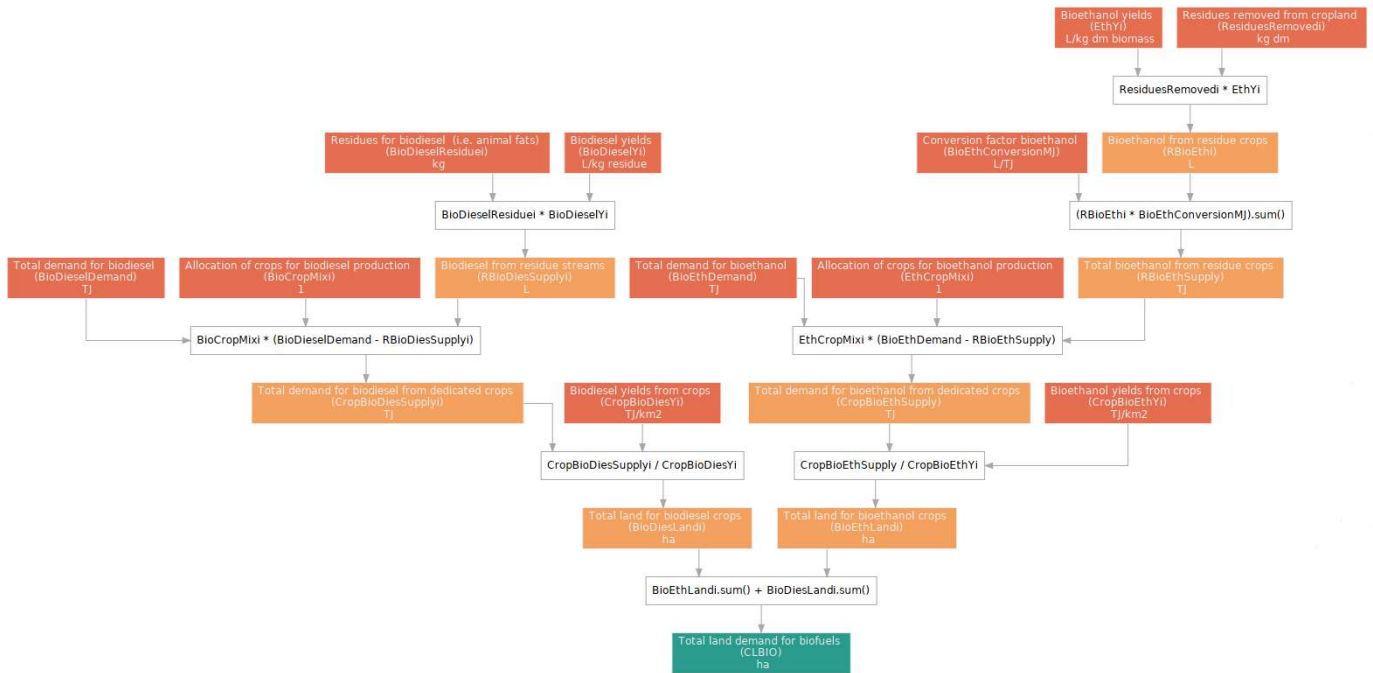 Bioethanol yields
(EthYi)
L/kg dm biomass
Residues removed from cropland
(ResiduesRemovedi)
kg dm
ResiduesRemovedi * EthYi
Residues for biodiesel (i.e. animal fats)
(BioDieselResiduei)
kg
Biodiesel yields
(BioDieselYi)
L/kg residue
Conversion factor bioethanol
(BioEthConversionMJ)
L/TJ
Bioethanol from residue crops
(RBioEthi)
L
BioDieselResiduei * BioDieselYi
(RBioEthi * BioEthConversionMJ).sum()
Total demand for biodiesel
(BioDieselDemand)
TJ
Allocation of crops for biodiesel production
(BioCropMixi)
1
Biodiesel from residue streams
(RBioDiesSupplyi)
L
Total demand for bioethanol
(BioEthDemand)
TJ
Allocation of crops for bioethanol production
(EthCropMixi)
1
Total bioethanol from residue crops
(RBioEthSupply)
TJ
BioCropMixi * (BioDieselDemand - RBioDiesSupplyi)
EthCropMixi * (BioEthDemand - RBioEthSupply)
Total demand for biodiesel from dedicated crops
(CropBioDiesSupplyi)
TJ
Biodiesel yields from crops
(CropBioDiesYi)
TJ/km2
Total demand for bioethanol from dedicated crops
(CropBioEthSupply)
TJ
Bioethanol yields from crops
(CropBioEthYi)
TJ/km2
CropBioDiesSupplyi / CropBioDiesYi
CropBioEthSupply / CropBioEthYi
Total land for biodiesel crops
(BioDiesLandi)
ha
Total land for bioethanol crops
(BioEthLandi)
ha
BioEthLandi.sum() + BioDiesLandi.sum()
Total land demand for biofuels
(CLBIO)
ha